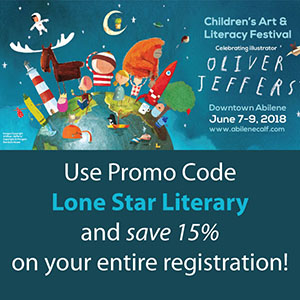 Children's Art &
Literacy Festival
Celebrating illustrator
OLIVER
JEFFERS
Downtown Abilene
June 7-9, 2018
www.abilenecalf.com
Use Promo Code
Lone Star Literary
and save 15%
on your entire registration!